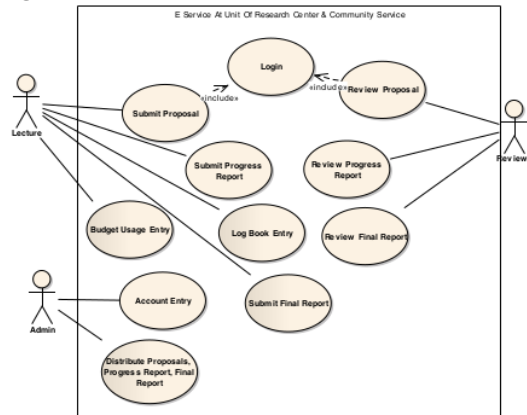 E Service At Unit Of Research Center & Community Service
Login
«include»
«include»
Review Proposal
Submit Proposal
Lecture
Review
Submit Progress
Report
Review Progress
Report
Budget Usage Entry
Log Book Entry
Review Final Report
Account Entry
Submit Final Report
Admin
Distribute Proposals,
Progress Report, Final
Report